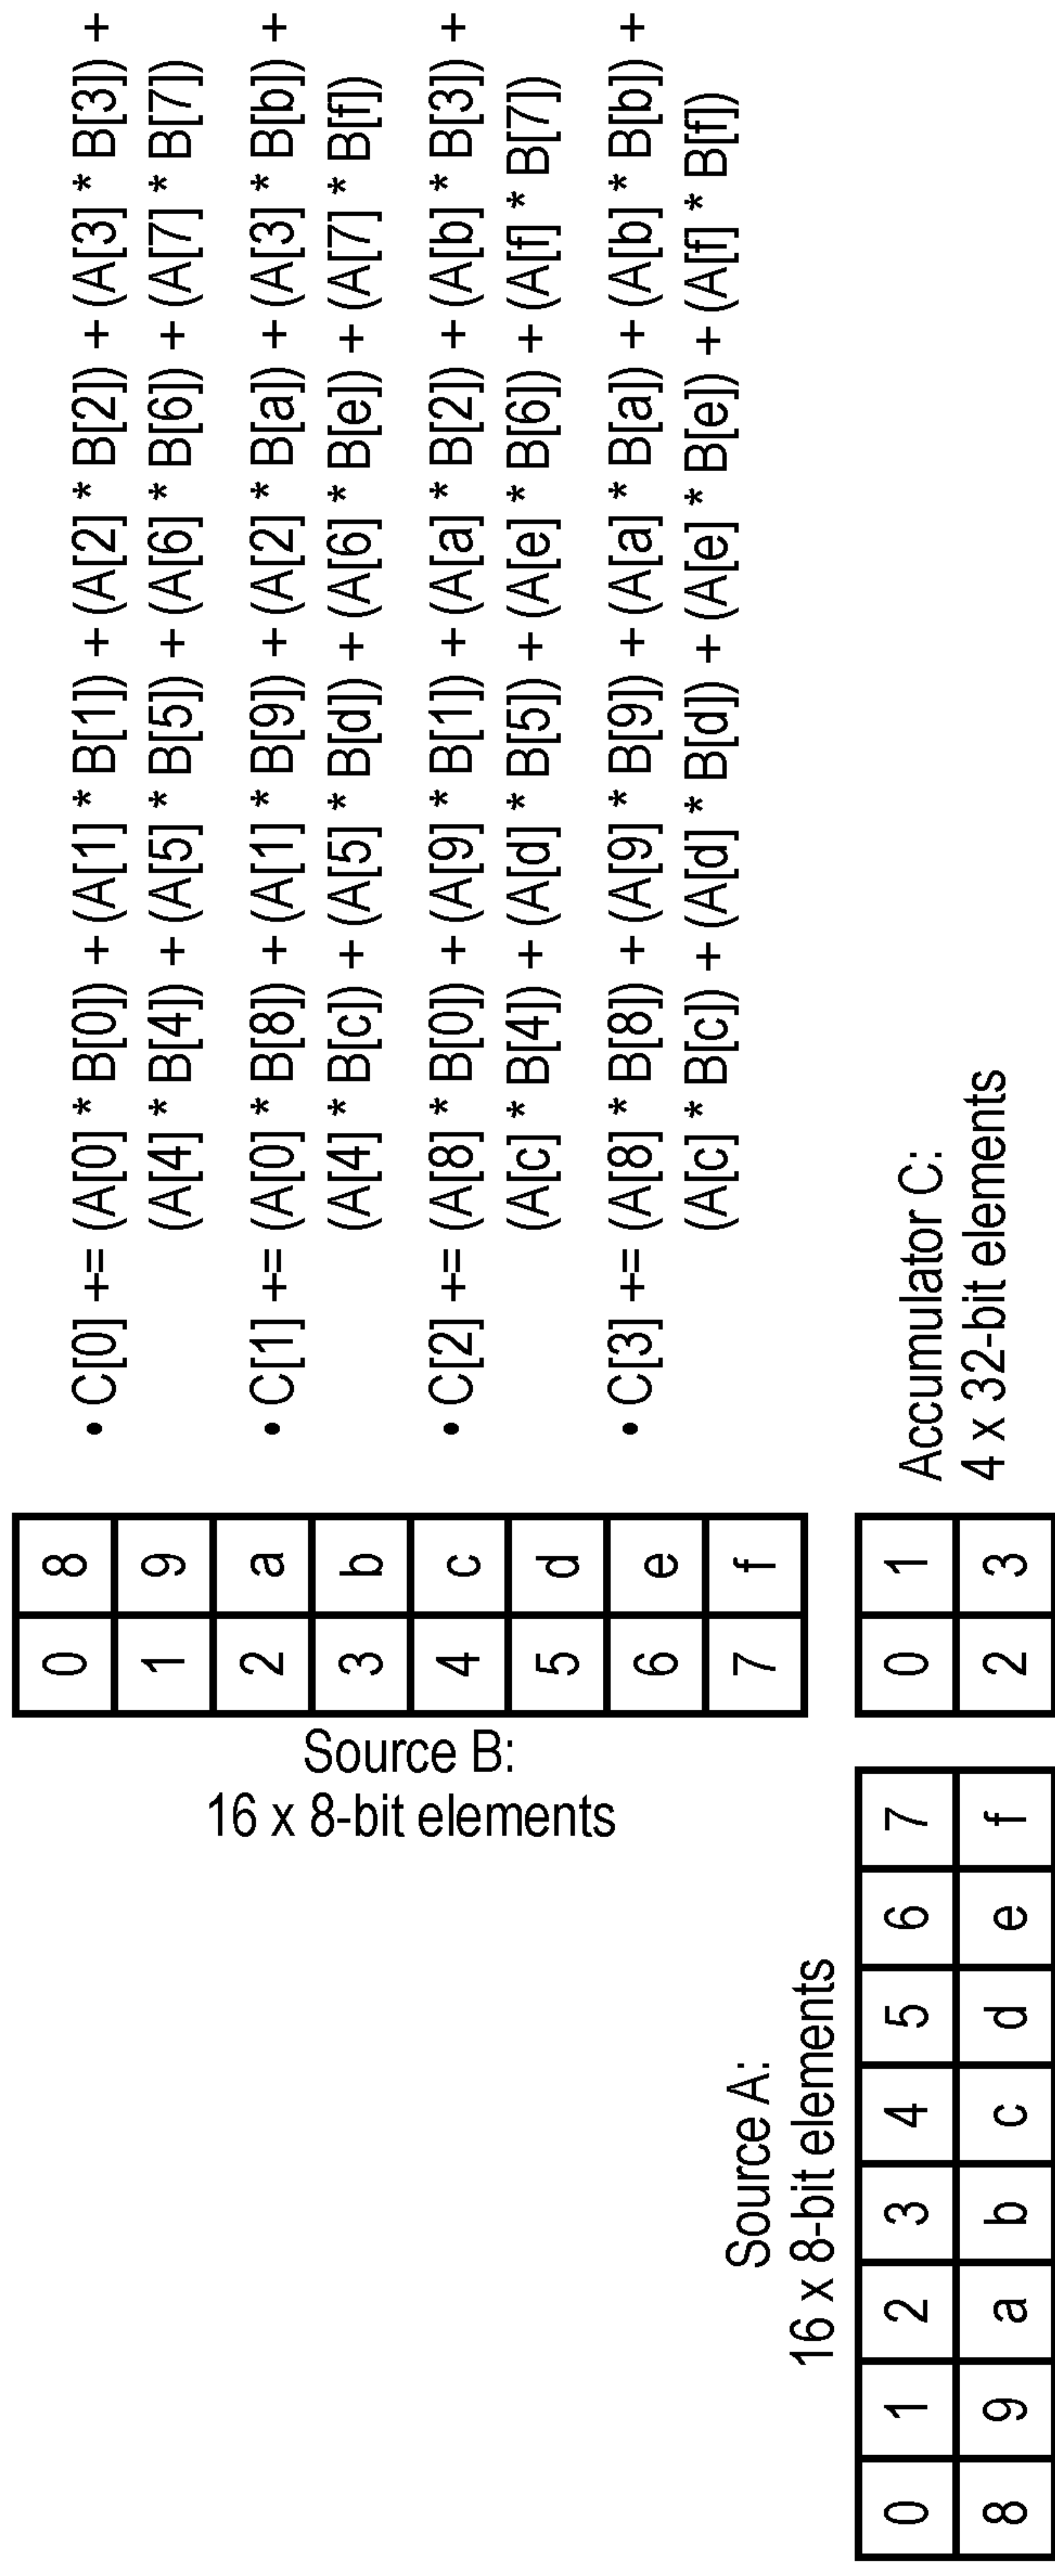 Source B:
16 x 8-bit elements
0 8
1 9
2 a
3 b
4 c
5 d
6 e
7 f
• C[0] += (A[0] * B[0]) + (A[1] * B[1]) + (A[2] * B[2]) + (A[3] * B[3]) +
(A[4] * B[4]) + (A[5] * B[5]) + (A[6] * B[6]) + (A[7] * B[7])
• C[1] += (A[0] * B[8]) + (A[1] * B[9]) + (A[2] * B[a]) + (A[3] * B[b]) +
(A[4] * B[c]) + (A[5] * B[d]) + (A[6] * B[e]) + (A[7] * B[f])
• C[2] += (A[8] * B[0]) + (A[9] * B[1]) + (A[a] * B[2]) + (A[b] * B[3]) +
(A[c] * B[4]) + (A[d] * B[5]) + (A[e] * B[6]) + (A[f] * B[7])
• C[3] += (A[8] * B[8]) + (A[9] * B[9]) + (A[a] * B[a]) + (A[b] * B[b]) +
(A[c] * B[c]) + (A[d] * B[d]) + (A[e] * B[e]) + (A[f] * B[f])
Source A:
16 x 8-bit elements
0 1 2 3 4 5 6 7
8 9 a b c d e f
0 1
2 3
Accumulator C:
4 x 32-bit elements